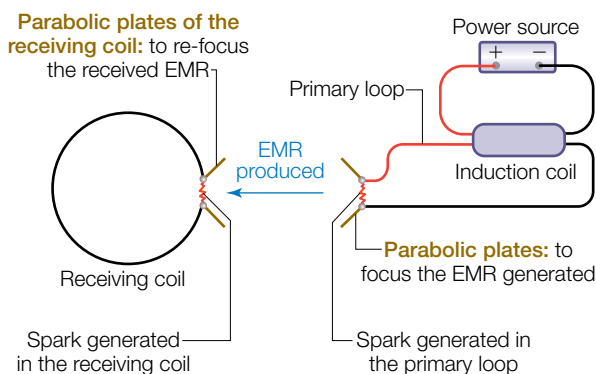 Parabolic plates of the
receiving coil: to re-focus
the received EMR
Power source
+ −
Primary loop
EMR
produced
Induction coil
Parabolic plates: to
focus the EMR generated
Receiving coil
Spark generated
in the receiving coil
Spark generated in
the primary loop